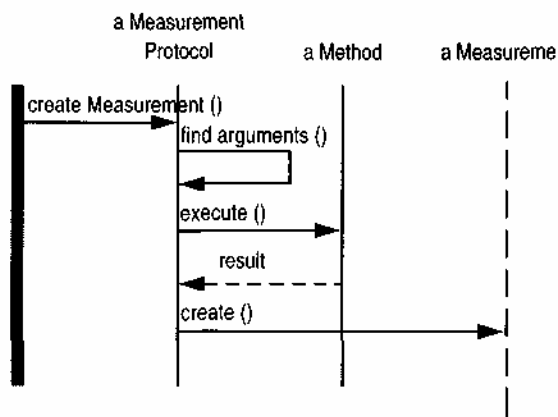 a Measurement
Protocol
a Method
a Measureme
create Measurement ()
find arguments ()
execute ()
result
create ()